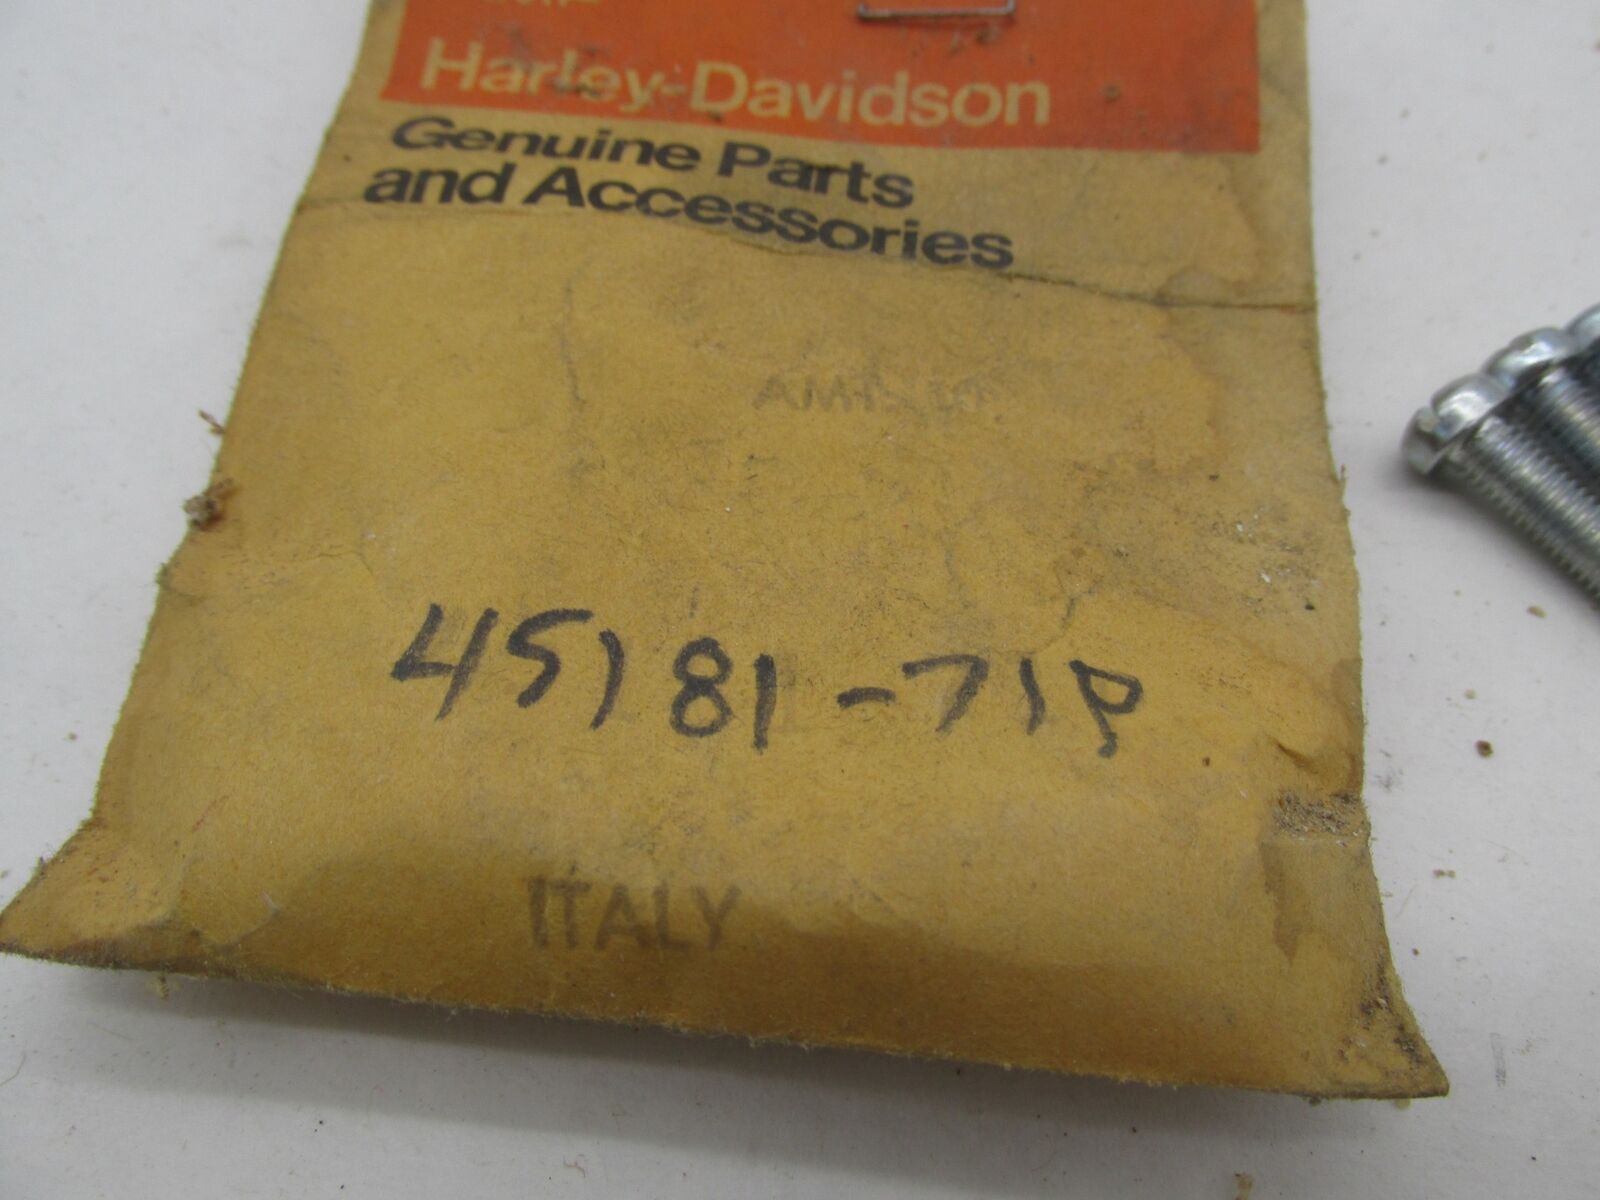 Harley-Davidson
Genuine Parts
and Accessories
45181-71P
ITALY